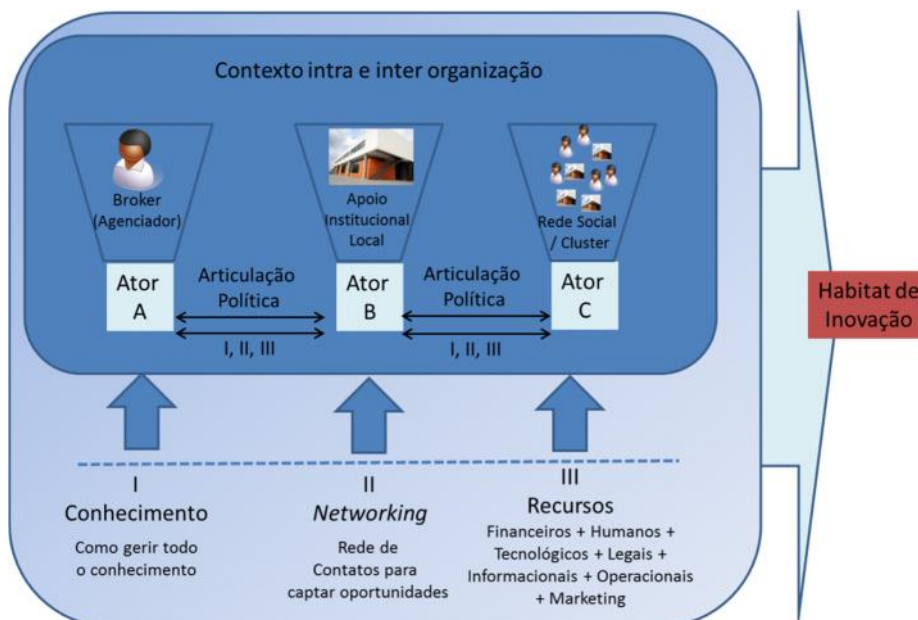 Contexto intra e inter organização
Broker
(Agenciador)
Apoio
Institucional
Local
Rede Social
/ Cluster
Ator
A
Articulação
Política
I, II, III
Ator
B
Articulação
Política
I, II, III
Ator
C
Habitat de
Inovação
I
Conhecimento
Como gerir todo
o conhecimento
II
Networking
Rede de
Contatos para
captar oportunidades
III
Recursos
Financeiros + Humanos +
Tecnológicos + Legais +
Informacionais + Operacionais
+ Marketing